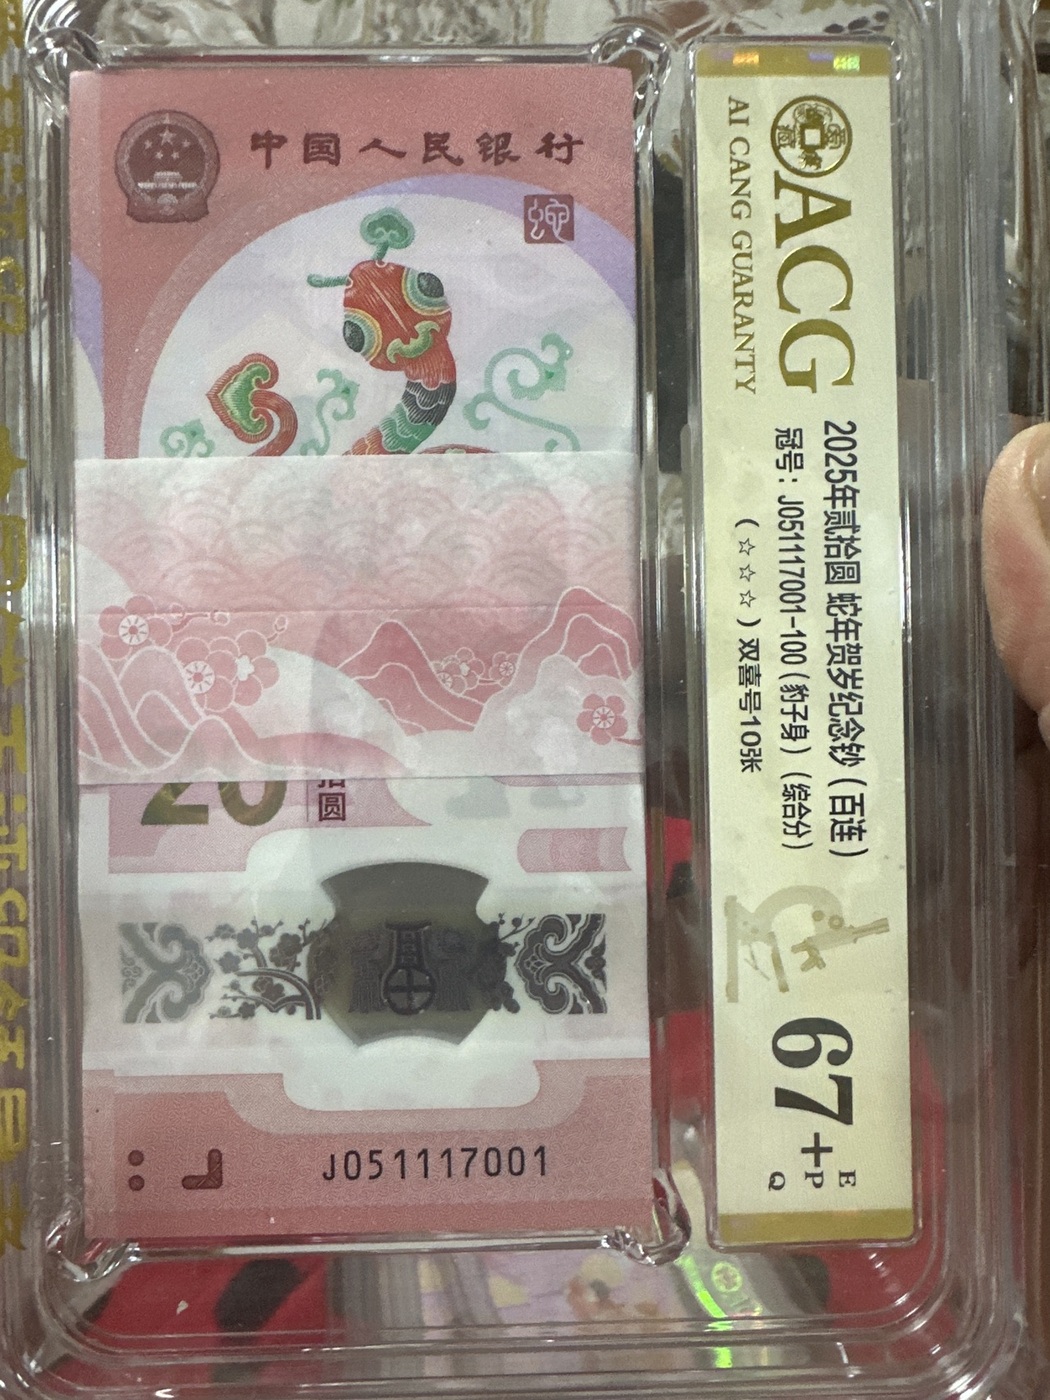 中国人民银行
蛇
20
拾圆
J051117001
ACG
AI CANG GUARANTY
2025年贰拾圆 蛇年贺岁纪念钞（百连）
冠号：J051117001-100（豹子身）（综合分）
（☆☆☆）双喜号10张
67+
E
P
Q